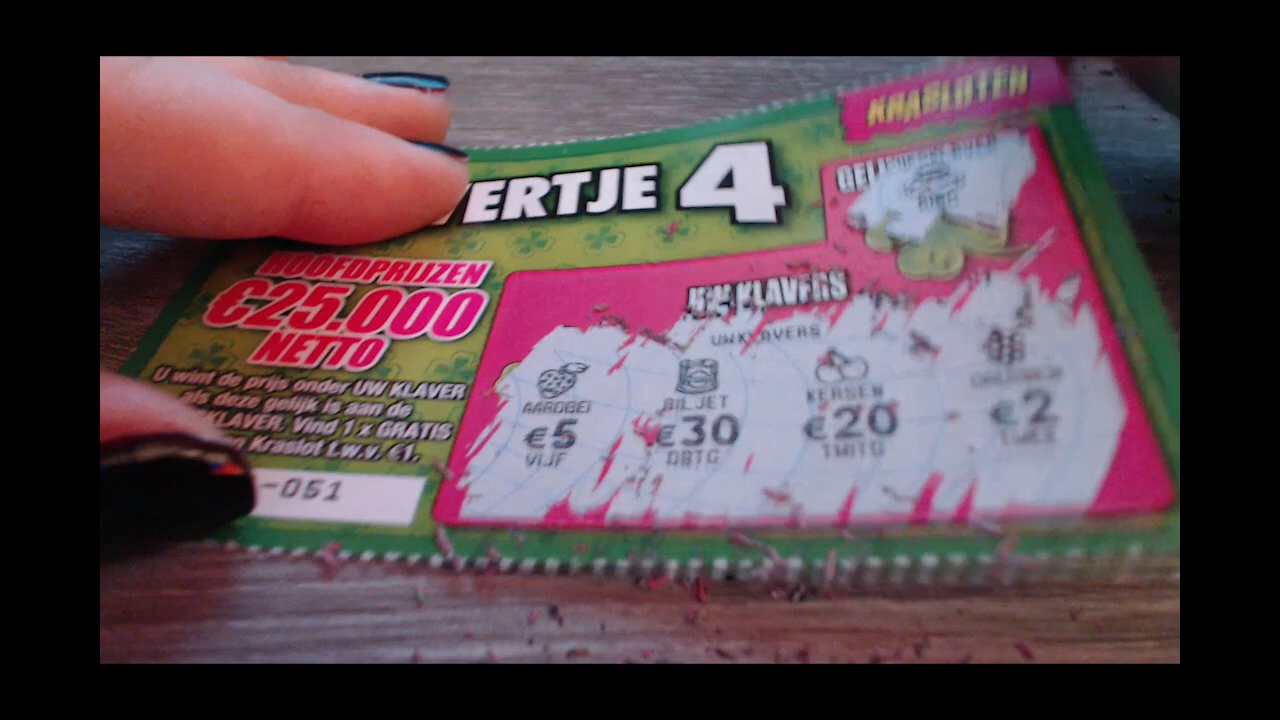 KRASLOTEN
VERTJE 4
RING
HOOFDPRIJZEN
€25.000
NETTO
UW KLAVERS
UW KLAVERS
U wint de prijs onder UW KLAVER
als deze gelijk is aan de
KLAVER. Vind 1 x GRATIS
Kraslot t.w.v. €1.
AARDBEI
€5
VIJF
BILJET
€30
DRTG
KERSEN
€20
TWTG
€2
TWEE
-051